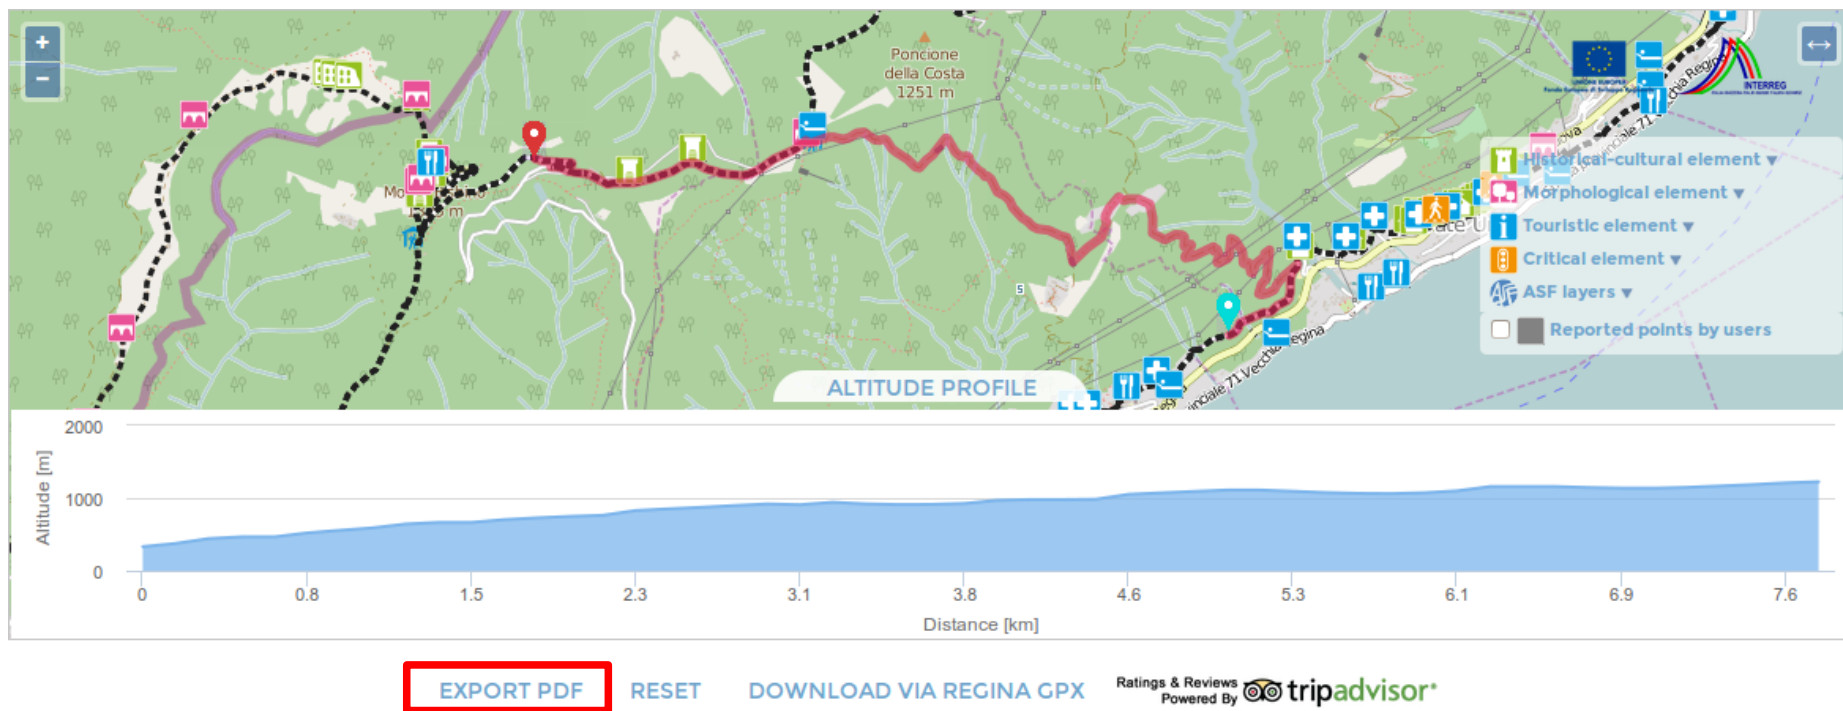 +
−
↔
Poncione
della Costa
1251 m
UNIONE EUROPEA
INTERREG
5
Historical-cultural element ▼
Morphological element ▼
Touristic element ▼
Critical element ▼
ASF layers ▼
Reported points by users
ALTITUDE PROFILE
2000
1000
0
Altitude [m]
0
0.8
1.5
2.3
3.1
3.8
4.6
5.3
6.1
6.9
7.6
Distance [km]
EXPORT PDF
RESET
DOWNLOAD VIA REGINA GPX
Ratings & Reviews
Powered By
tripadvisor